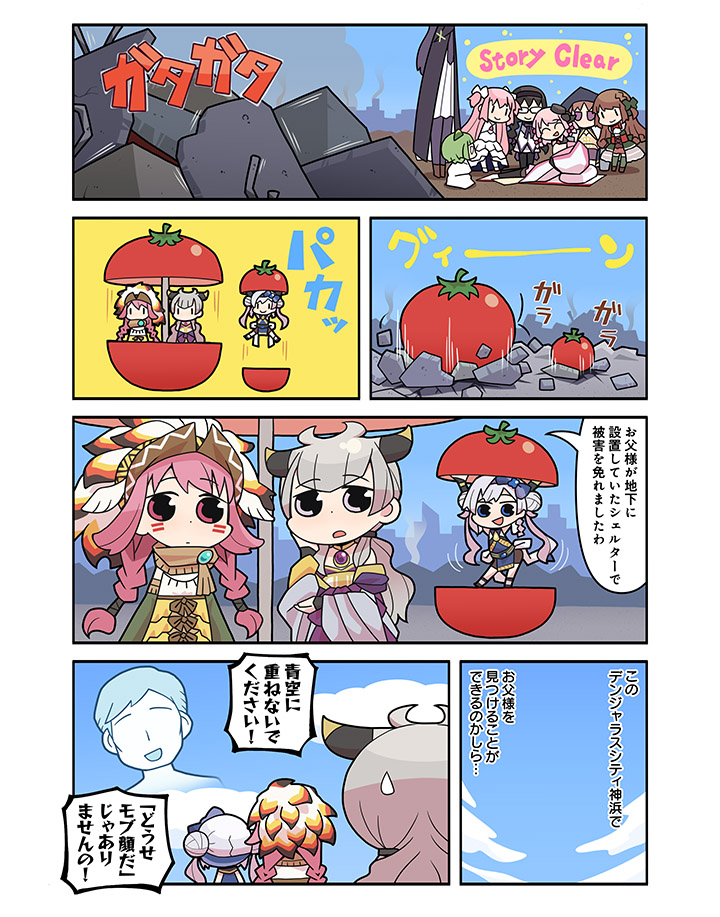 ガタガタ
Story Clear
グィーーン
ガラ
ガラ
パカッ
お父様が地下に
設置していたシェルターで
被害を免れましたわ
この
デンジャラスシティ神浜で
お父様を
見つけることが
できるのかしら…
青空に
重ねないで
ください！
「どうせ
モブ顔だ」
じゃあり
ませんの！